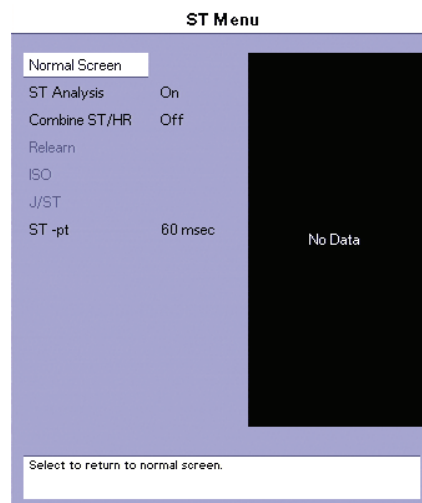 ST Menu
Normal Screen
ST Analysis On
Combine ST/HR Off
Relearn
ISO
J/ST
ST -pt 60 msec
No Data
Select to return to normal screen.